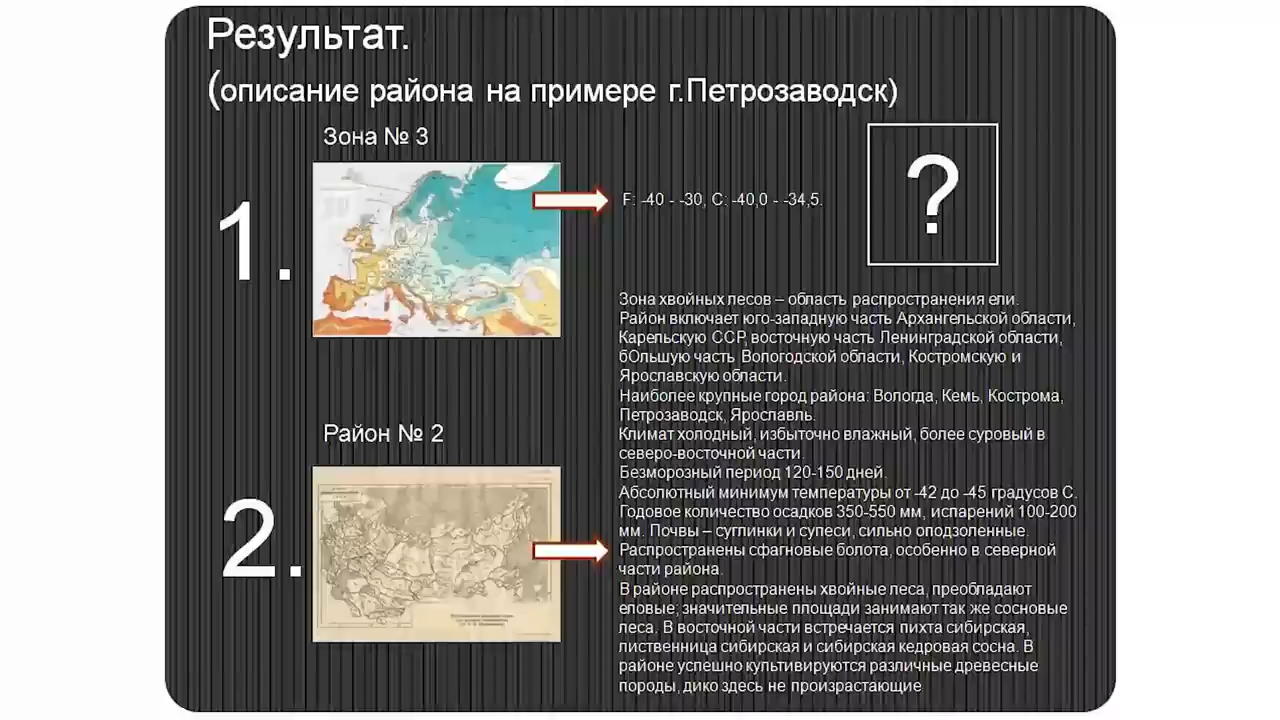 Результат.
(описание района на примере г.Петрозаводск)
Зона № 3
1.
F: -40 - -30, C: -40,0 - -34,5.
?
Район № 2
2.
Зона хвойных лесов – область распространения ели.
Район включает юго-западную часть Архангельской области,
Карельскую ССР, восточную часть Ленинградской области,
бОльшую часть Вологодской области, Костромскую и
Ярославскую области.
Наиболее крупные город района: Вологда, Кемь, Кострома,
Петрозаводск, Ярославль.
Климат холодный, избыточно влажный, более суровый в
северо-восточной части.
Безморозный период 120-150 дней.
Абсолютный минимум температуры от -42 до -45 градусов С.
Годовое количество осадков 350-550 мм, испарений 100-200
мм. Почвы – суглинки и супеси, сильно оподзоленные.
Распространены сфагновые болота, особенно в северной
части района.
В районе распространены хвойные леса, преобладают
еловые; значительные площади занимают так же сосновые
леса. В восточной части встречается пихта сибирская,
лиственница сибирская и сибирская кедровая сосна. В
районе успешно культивируются различные древесные
породы, дико здесь не произрастающие